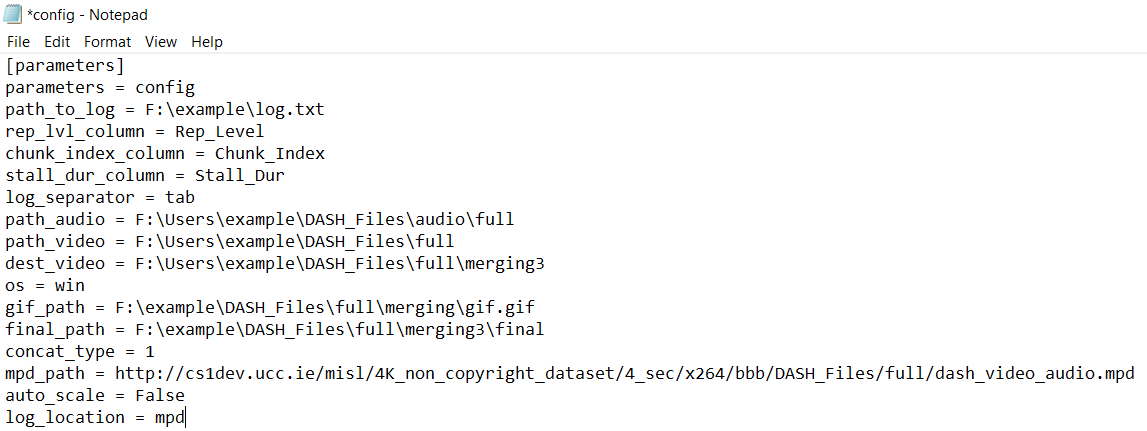 *config - Notepad
File Edit Format View Help
[parameters]
parameters = config
path_to_log = F:\example\log.txt
rep_lvl_column = Rep_Level
chunk_index_column = Chunk_Index
stall_dur_column = Stall_Dur
log_separator = tab
path_audio = F:\Users\example\DASH_Files\audio\full
path_video = F:\Users\example\DASH_Files\full
dest_video = F:\Users\example\DASH_Files\full\merging3
os = win
gif_path = F:\example\DASH_Files\full\merging\gif.gif
final_path = F:\example\DASH_Files\full\merging3\final
concat_type = 1
mpd_path = http://cs1dev.ucc.ie/misl/4K_non_copyright_dataset/4_sec/x264/bbb/DASH_Files/full/dash_video_audio.mpd
auto_scale = False
log_location = mpd